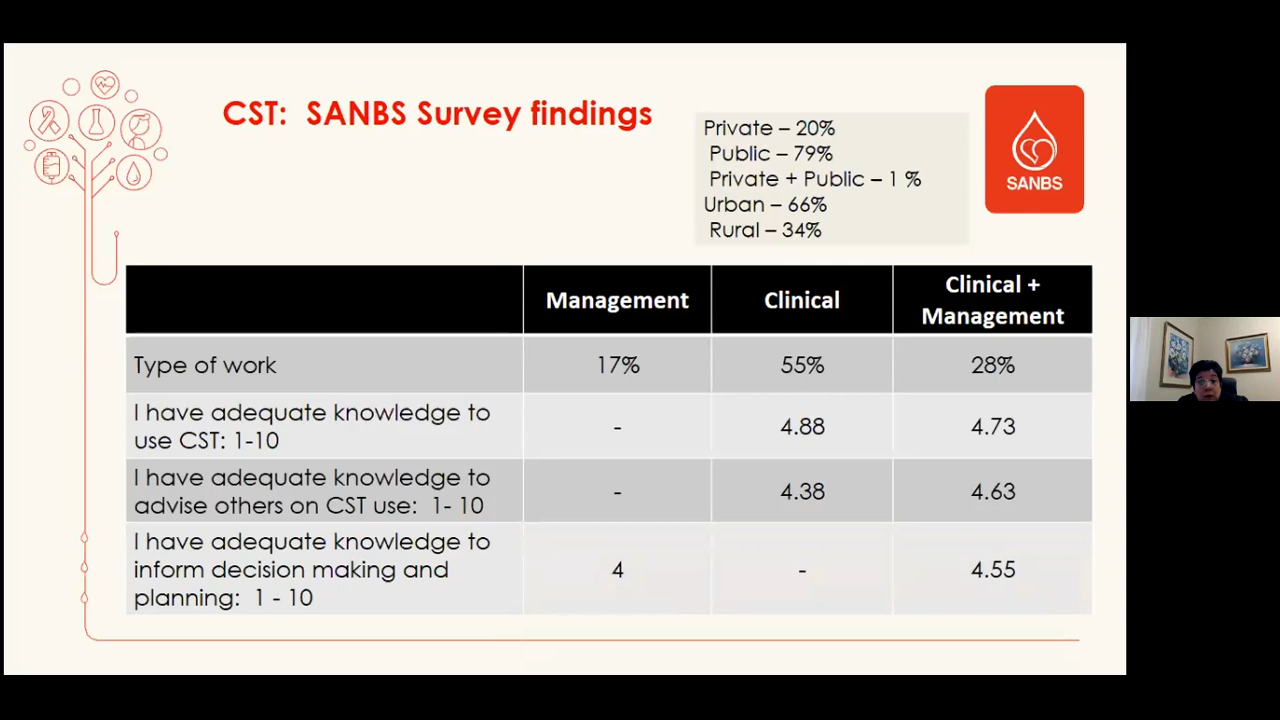 CST: SANBS Survey findings
Private – 20%
Public – 79%
Private + Public – 1 %
Urban – 66%
Rural – 34%
SANBS
Management
Clinical
Clinical +
Management
Type of work
17%
55%
28%
I have adequate knowledge to
use CST: 1-10
-
4.88
4.73
I have adequate knowledge to
advise others on CST use: 1- 10
-
4.38
4.63
I have adequate knowledge to
inform decision making and
planning: 1 - 10
4
-
4.55